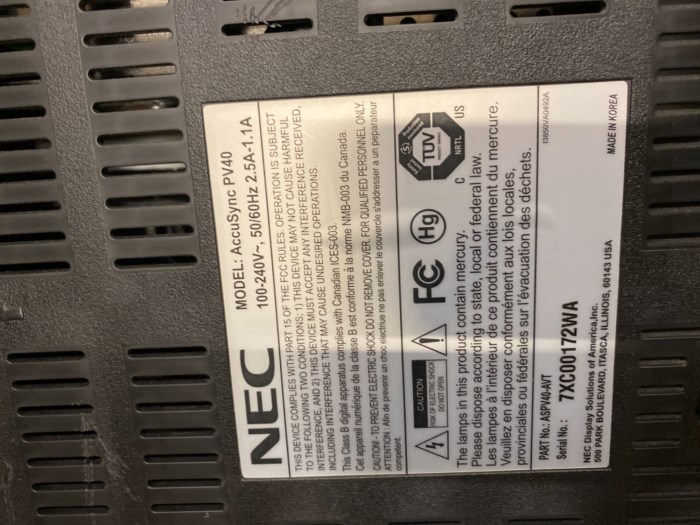 NEC
MODEL: AccuSync PV40
100-240V~, 50/60Hz 2.5A-1.1A
THIS DEVICE COMPLIES WITH PART 15 OF THE FCC RULES. OPERATION IS SUBJECT
TO THE FOLLOWING TWO CONDITIONS; 1) THIS DEVICE MAY NOT CAUSE HARMFUL
INTERFERENCE, AND 2) THIS DEVICE MUST ACCEPT ANY INTERFERENCE RECEIVED,
INCLUDING INTERFERENCE THAT MAY CAUSE UNDESIRED OPERATIONS.
This Class B digital apparatus complies with Canadian ICES-003.
Cet appareil numérique de la classe B est conforme à la norme NMB-003 du Canada.
CAUTION - TO PREVENT ELECTRIC SHOCK DO NOT REMOVE COVER. FOR QUALIFIED PERSONNEL ONLY.
ATTENTION : Afin de prevenir un choc electrique ne pas enlever le couvercle s'addresser a un peparateur
competent.
CAUTION
RISK OF ELECTRIC SHOCK
DO NOT OPEN
FC
Hg
TÜV
NRTL
C US
The lamps in this product contain mercury.
Please dispose according to state, local or federal law.
Les lampes à l'intérieur de ce produit contiennent du mercure.
Veuillez en disposer conformément aux lois locales,
provinciales ou fédérales sur l'évacuation des déchets.
PART No.: ASPV40-AVT
Serial No.: 7XC00172WA
13860VA0492A
NEC Display Solutions of America,Inc.
500 PARK BOULEVARD, ITASCA, ILLINOIS, 60143 USA
MADE IN KOREA